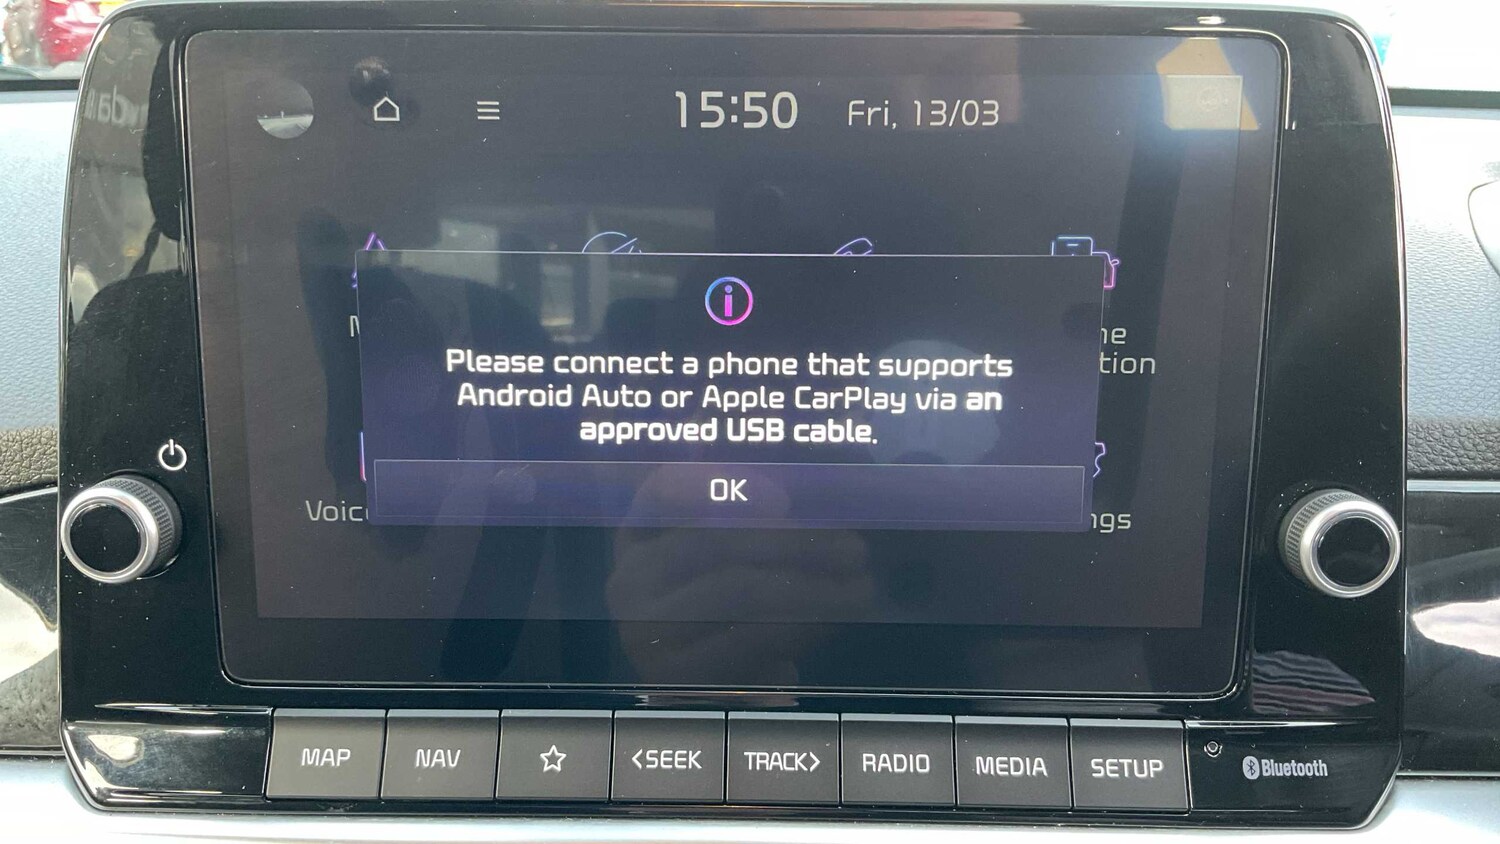 15:50 Fri, 13/03
Please connect a phone that supports
Android Auto or Apple CarPlay via an
approved USB cable.
OK
MAP NAV <SEEK TRACK> RADIO MEDIA SETUP
Bluetooth